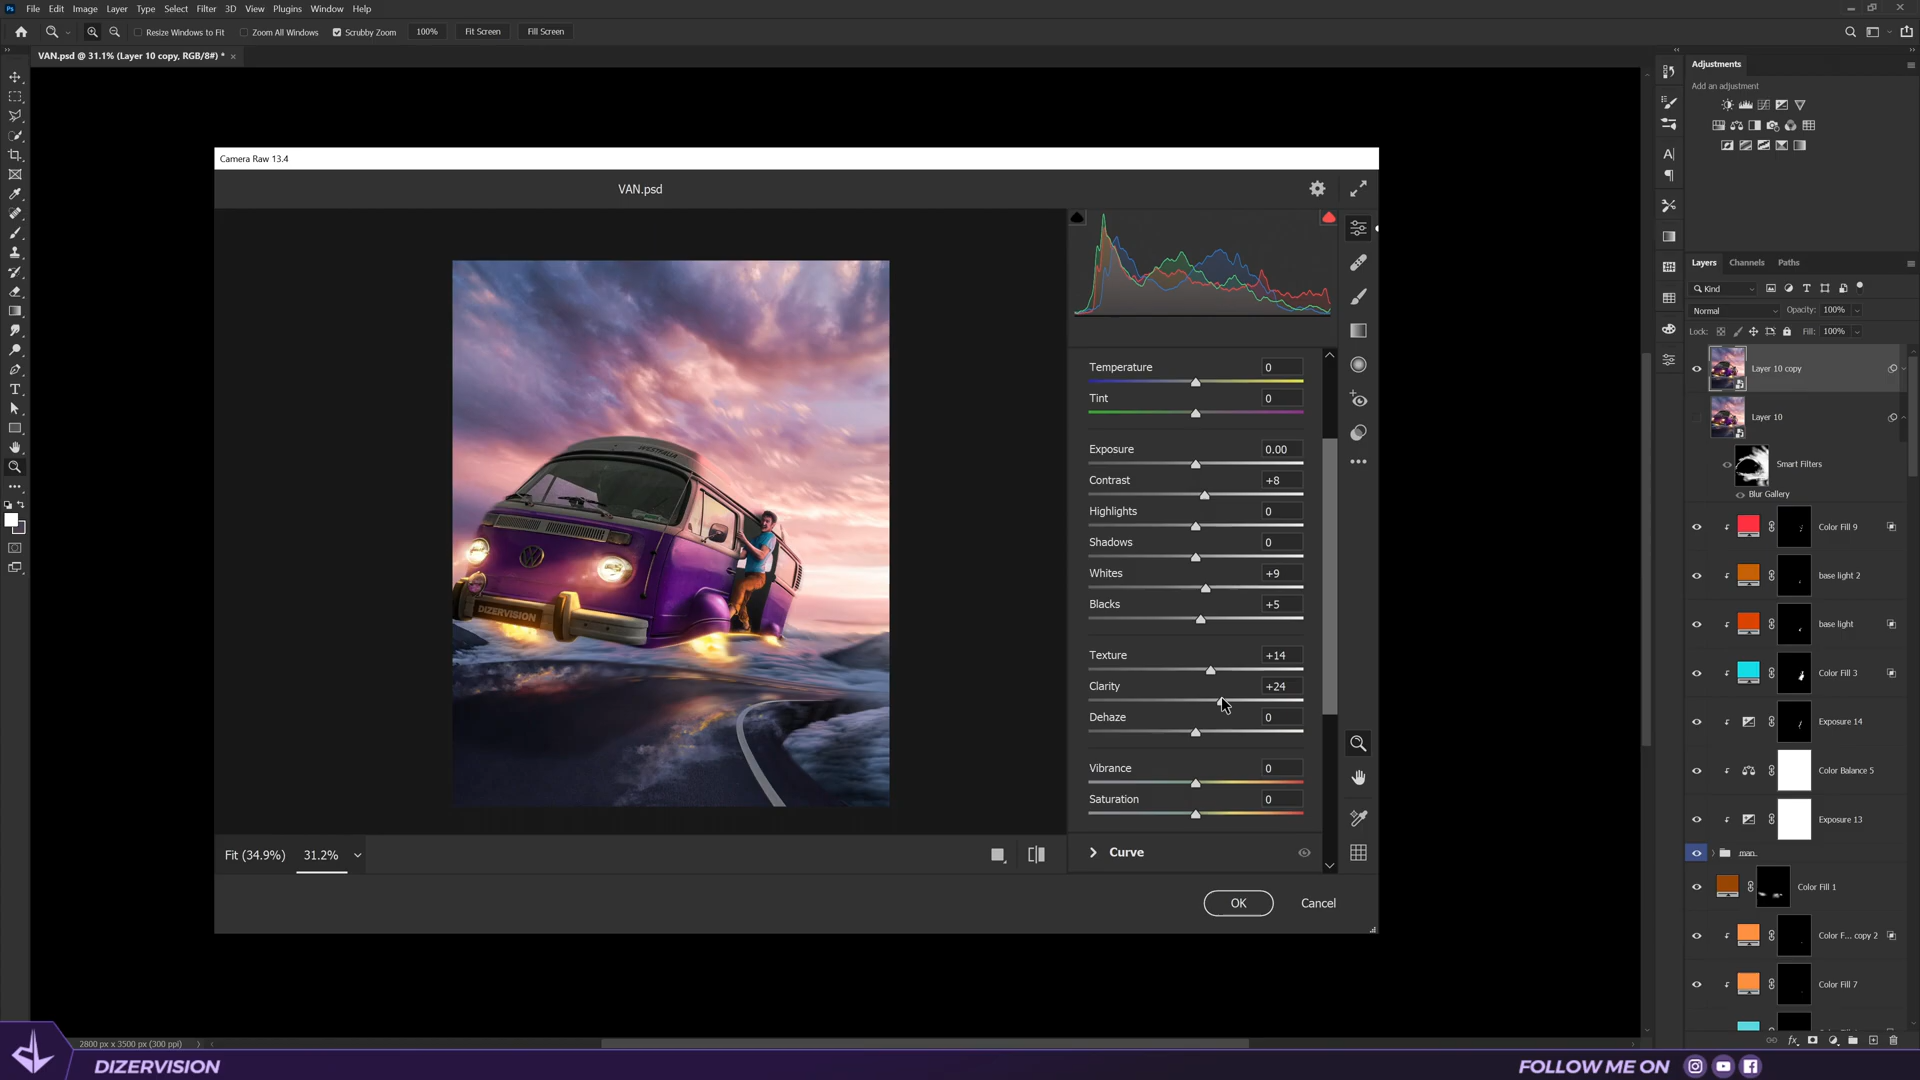 File Edit Image Layer Type Select Filter 3D View Plugins Window Help
Resize Windows to Fit Zoom All Windows Scrubby Zoom 100% Fit Screen Fill Screen
VAN.psd @ 31.1% (Layer 10 copy, RGB/8#) *
Camera Raw 13.4
VAN.psd
Temperature 0
Tint 0
Exposure 0.00
Contrast +8
Highlights 0
Shadows 0
Whites +9
Blacks +5
Texture +14
Clarity +24
Dehaze 0
Vibrance 0
Saturation 0
Curve
Fit (34.9%) 31.2%
OK Cancel
WESTFALIA
DIZERVISION
Adjustments
Add an adjustment
Layers Channels Paths
Kind
Normal Opacity: 100%
Lock: Fill: 100%
Layer 10 copy
Layer 10
Smart Filters
Blur Gallery
Color Fill 9
base light 2
base light
Color Fill 3
Exposure 14
Color Balance 5
Exposure 13
man
Color Fill 1
Color F... copy 2
Color Fill 7
2800 px x 3500 px (300 ppi)
DIZERVISION
FOLLOW ME ON